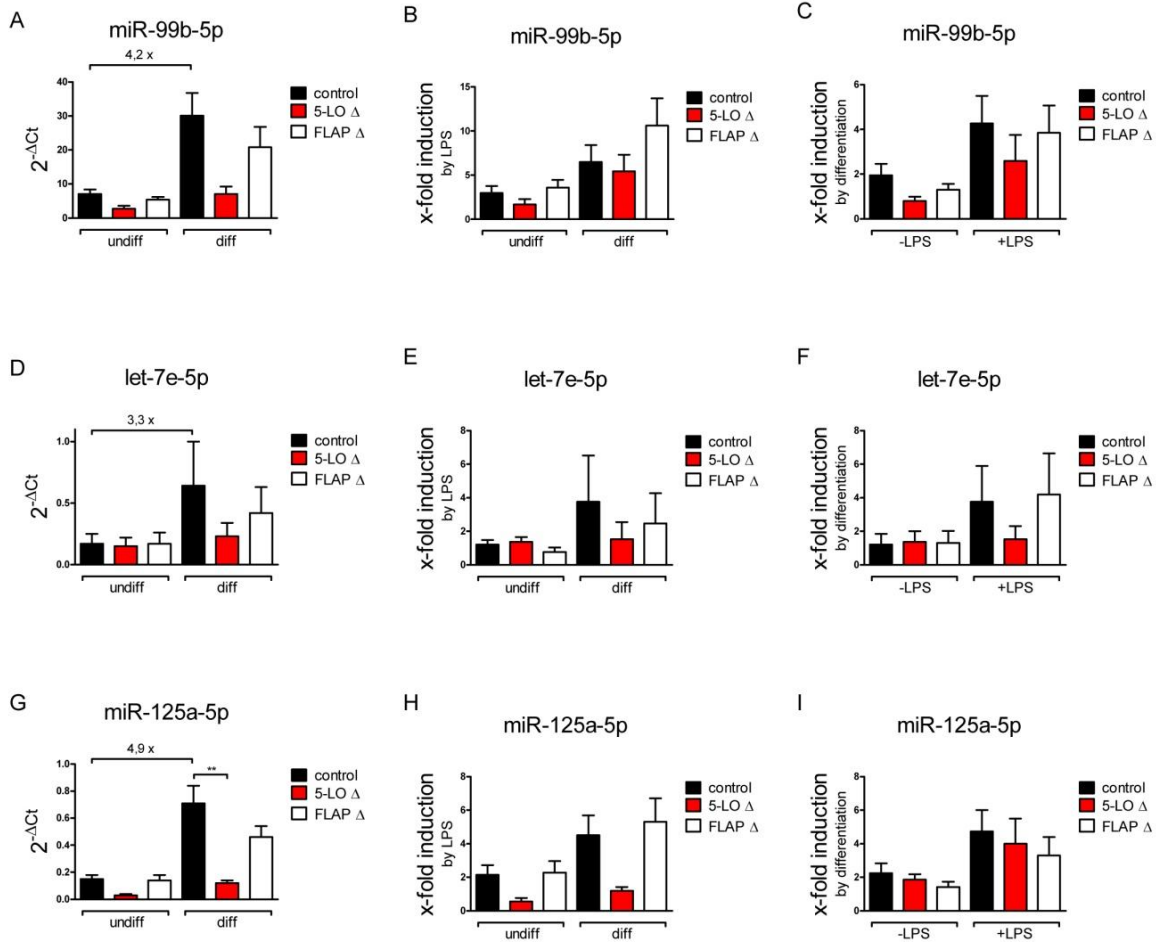 A
miR-99b-5p
4,2 x
2-ΔCt
40
30
20
10
0
undiff
diff
control
5-LO Δ
FLAP Δ
B
miR-99b-5p
x-fold induction
by LPS
15
10
5
0
undiff
diff
control
5-LO Δ
FLAP Δ
C
miR-99b-5p
x-fold induction
by differentiation
6
4
2
0
-LPS
+LPS
control
5-LO Δ
FLAP Δ
D
let-7e-5p
3,3 x
2-ΔCt
1.0
0.5
0.0
undiff
diff
control
5-LO Δ
FLAP Δ
E
let-7e-5p
x-fold induction
by LPS
8
6
4
2
0
undiff
diff
control
5-LO Δ
FLAP Δ
F
let-7e-5p
x-fold induction
by differentiation
8
6
4
2
0
-LPS
+LPS
control
5-LO Δ
FLAP Δ
G
miR-125a-5p
4,9 x
**
2-ΔCt
1.0
0.8
0.6
0.4
0.2
0.0
undiff
diff
control
5-LO Δ
FLAP Δ
H
miR-125a-5p
x-fold induction
by LPS
8
6
4
2
0
undiff
diff
control
5-LO Δ
FLAP Δ
I
miR-125a-5p
x-fold induction
by differentiation
8
6
4
2
0
-LPS
+LPS
control
5-LO Δ
FLAP Δ